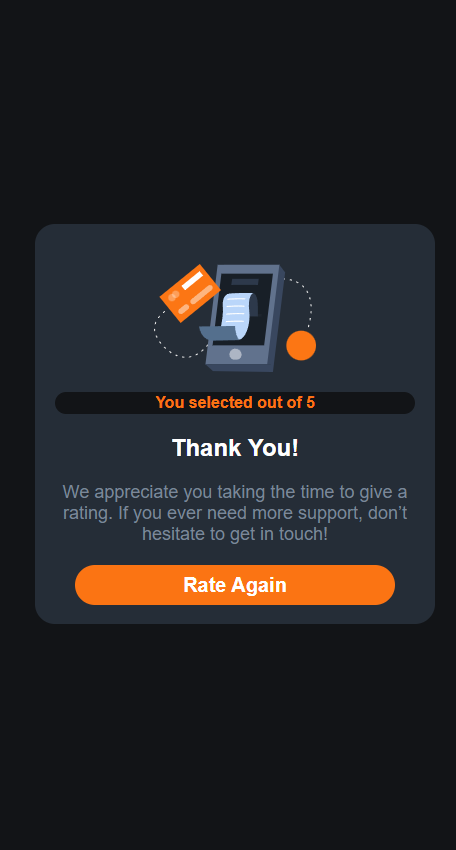 You selected out of 5
Thank You!
We appreciate you taking the time to give a
rating. If you ever need more support, don’t
hesitate to get in touch!
Rate Again